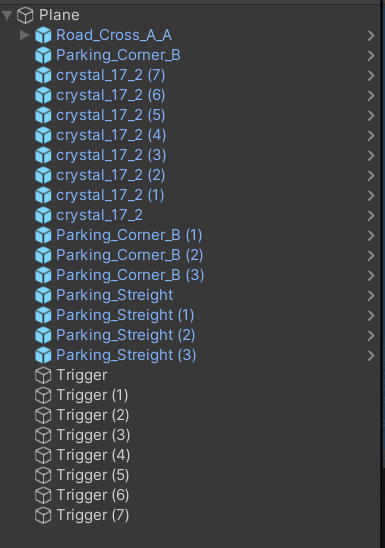 Plane
Road_Cross_A_A
Parking_Corner_B
crystal_17_2 (7)
crystal_17_2 (6)
crystal_17_2 (5)
crystal_17_2 (4)
crystal_17_2 (3)
crystal_17_2 (2)
crystal_17_2 (1)
crystal_17_2
Parking_Corner_B (1)
Parking_Corner_B (2)
Parking_Corner_B (3)
Parking_Streight
Parking_Streight (1)
Parking_Streight (2)
Parking_Streight (3)
Trigger
Trigger (1)
Trigger (2)
Trigger (3)
Trigger (4)
Trigger (5)
Trigger (6)
Trigger (7)